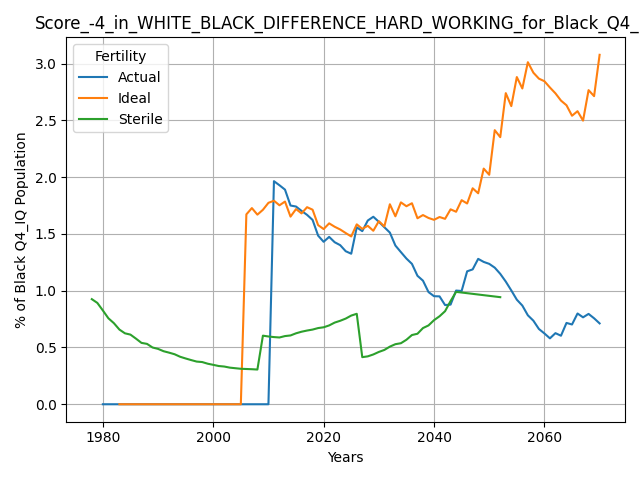 Score_-4_in_WHITE_BLACK_DIFFERENCE_HARD_WORKING_for_Black_Q4_
Fertility
Actual
Ideal
Sterile
% of Black Q4_IQ Population
3.0
2.5
2.0
1.5
1.0
0.5
0.0
1980 2000 2020 2040 2060
Years